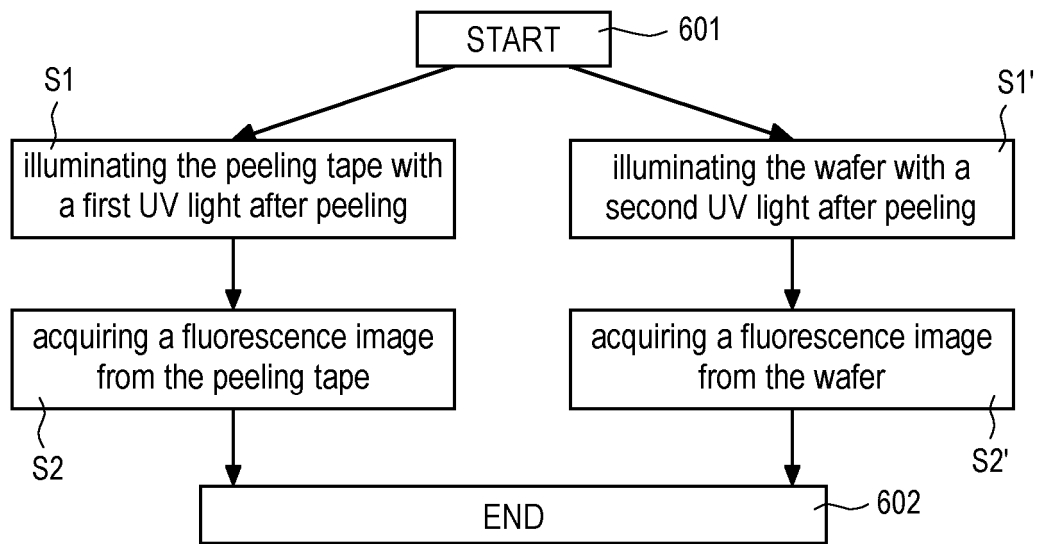 START
601
S1
S1'
illuminating the peeling tape with
a first UV light after peeling
illuminating the wafer with a
second UV light after peeling
acquiring a fluorescence image
from the peeling tape
acquiring a fluorescence image
from the wafer
S2
S2'
END
602